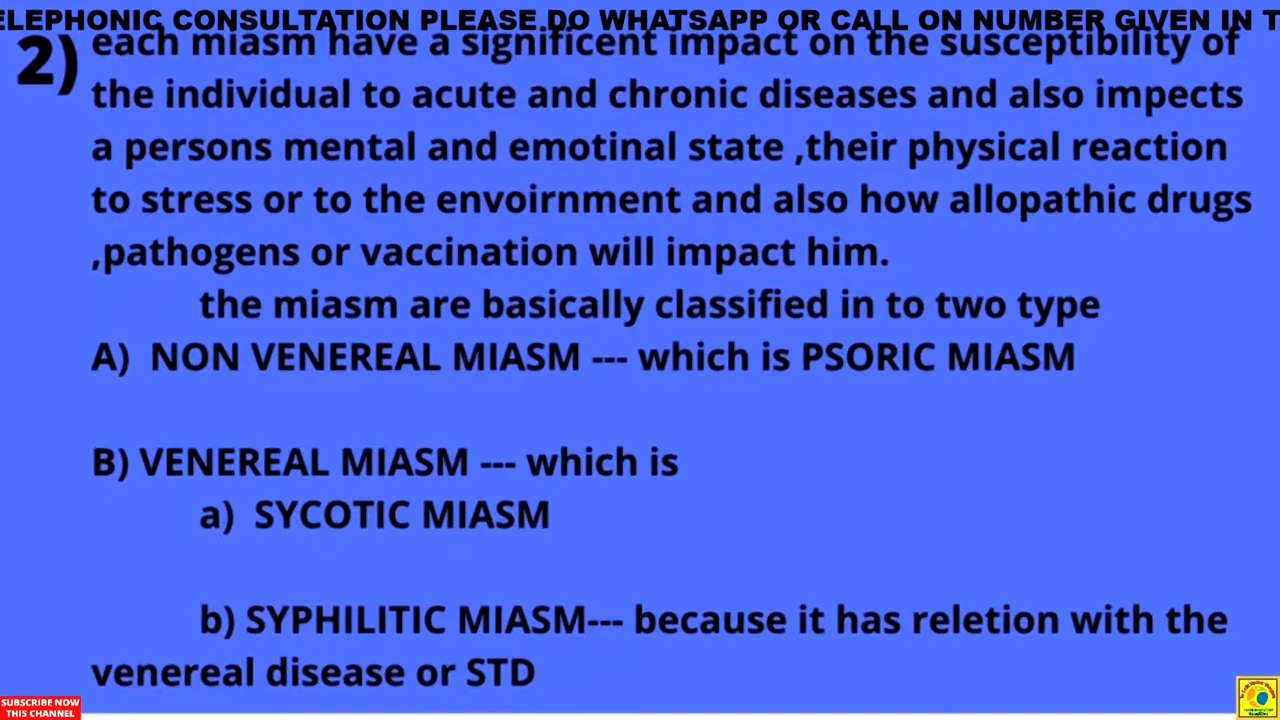 ELEPHONIC CONSULTATION PLEASE DO WHATSAPP OR CALL ON NUMBER GIVEN IN T
2) each miasm have a significent impact on the susceptibility of
the individual to acute and chronic diseases and also impects
a persons mental and emotinal state ,their physical reaction
to stress or to the envoirnment and also how allopathic drugs
,pathogens or vaccination will impact him.
the miasm are basically classified in to two type
A) NON VENEREAL MIASM --- which is PSORIC MIASM
B) VENEREAL MIASM --- which is
a) SYCOTIC MIASM
b) SYPHILITIC MIASM--- because it has reletion with the
venereal disease or STD
SUBSCRIBE NOW
THIS CHANNEL